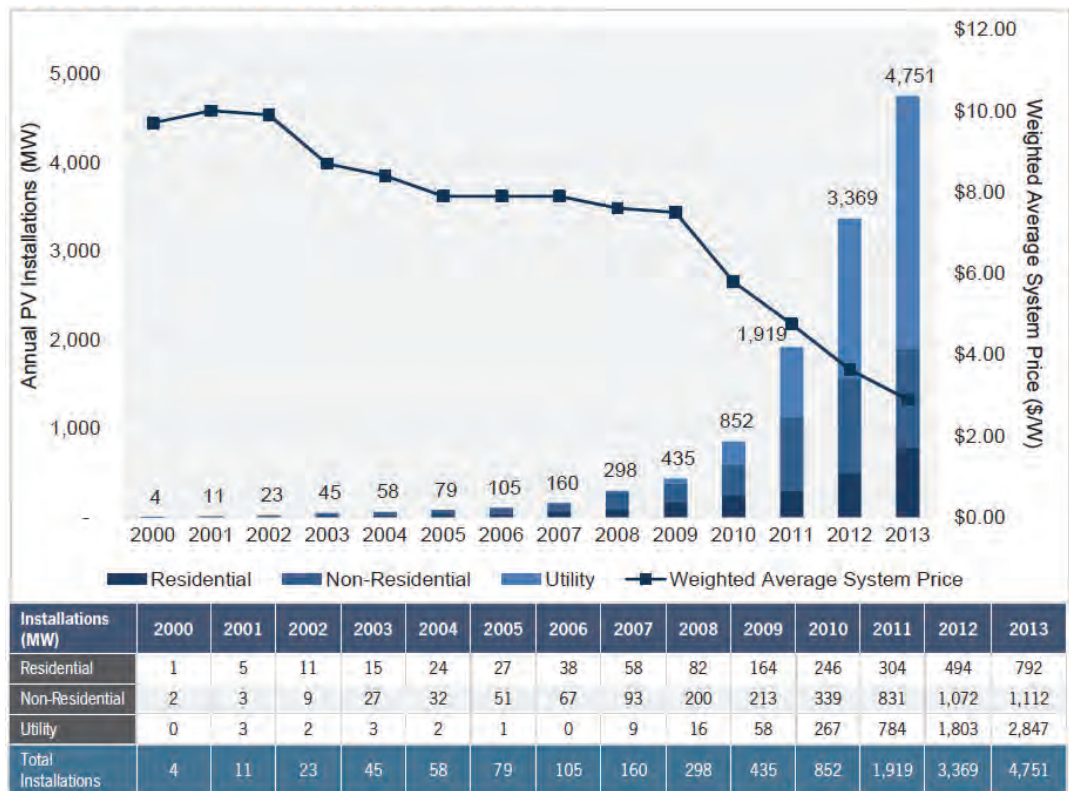 $12.00
5,000
4,751
$10.00
4,000
3,369
$8.00
3,000
$6.00
2,000
1,919
$4.00
1,000
852
$2.00
435
298
160
105
79
58
45
23
11
4
-
$0.00
Annual PV Installations (MW)
Weighted Average System Price ($/W)
2000 2001 2002 2003 2004 2005 2006 2007 2008 2009 2010 2011 2012 2013
Residential Non-Residential Utility Weighted Average System Price
Installations
(MW) 2000 2001 2002 2003 2004 2005 2006 2007 2008 2009 2010 2011 2012 2013
Residential 1 5 11 15 24 27 38 58 82 164 246 304 494 792
Non-Residential 2 3 9 27 32 51 67 93 200 213 339 831 1,072 1,112
Utility 0 3 2 3 2 1 0 9 16 58 267 784 1,803 2,847
Total
Installations 4 11 23 45 58 79 105 160 298 435 852 1,919 3,369 4,751